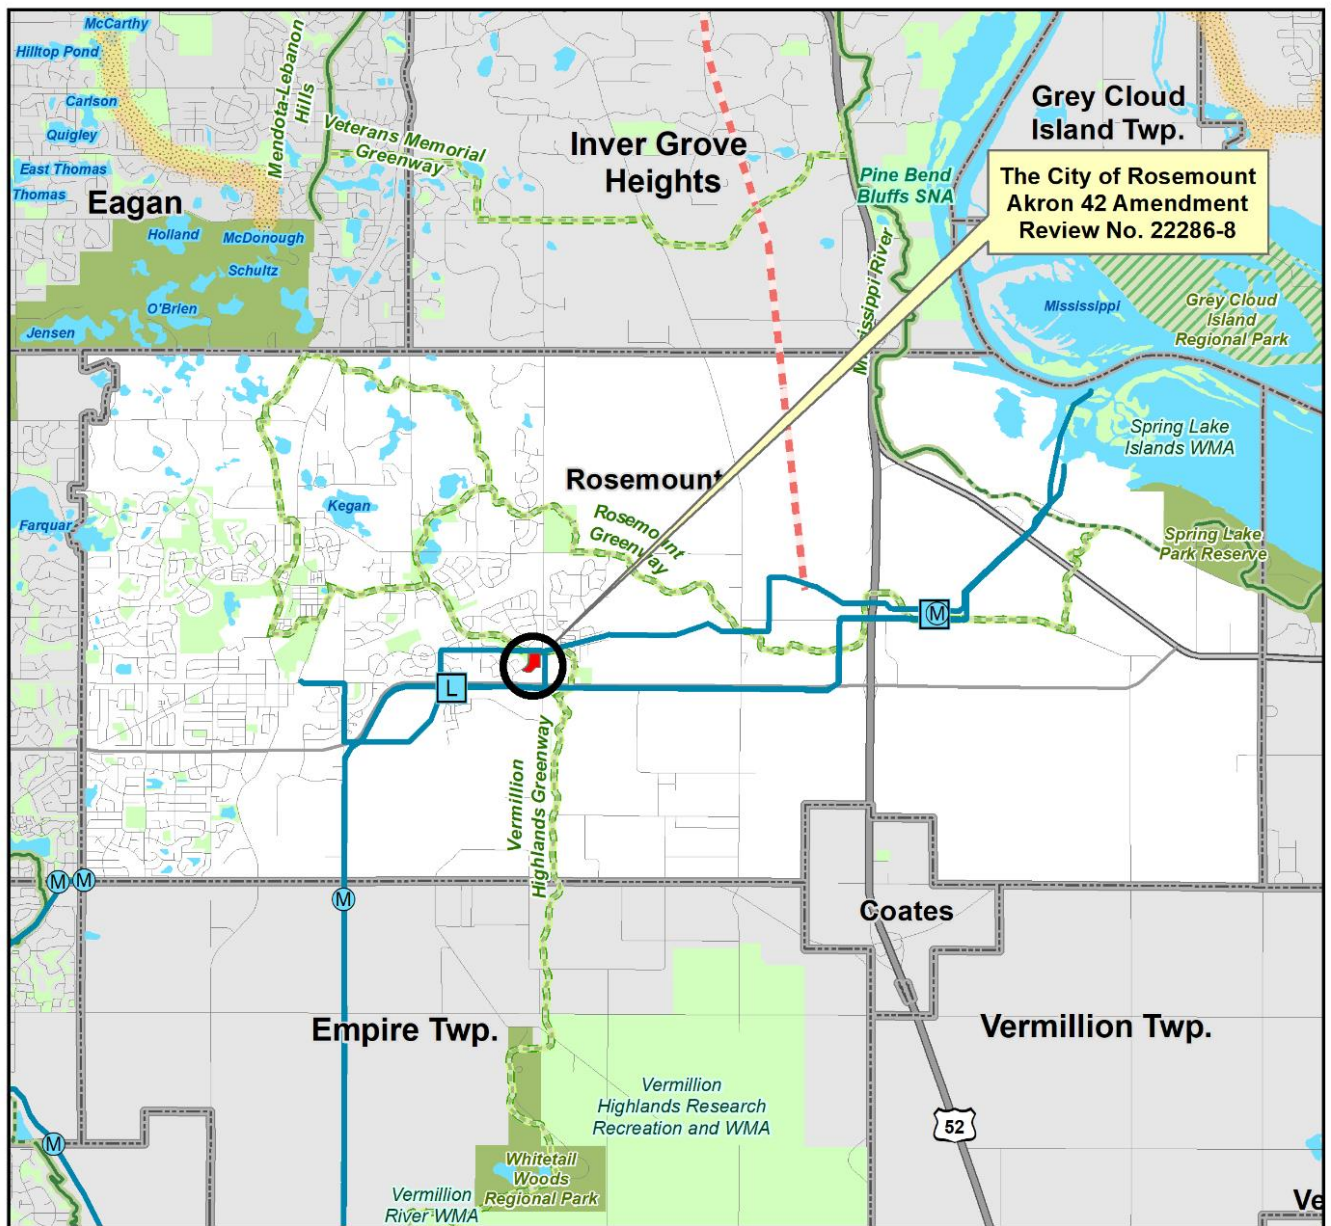 McCarthy
Hilltop Pond
Carlson
Quigley
East Thomas
Thomas
Eagan
Mendota-Lebanon
Hills
Veterans Memorial
Greenway
Inver Grove
Heights
Grey Cloud
Island Twp.
Pine Bend
Bluffs SNA
The City of Rosemount
Akron 42 Amendment
Review No. 22286-8
Holland
McDonough
Schultz
O'Brien
Jensen
Mississippi River
Mississippi
Grey Cloud
Island
Regional Park
Spring Lake
Islands WMA
Rosemount
Kegan
Farquar
Rosemount
Greenway
Spring Lake
Park Reserve
M
L
Vermillion
Highlands Greenway
M
M
M
Coates
Empire Twp.
Vermillion Twp.
Vermillion
Highlands Research
Recreation and WMA
52
M
Whitetail
Woods
Regional Park
Vermillion
River WMA
Ve